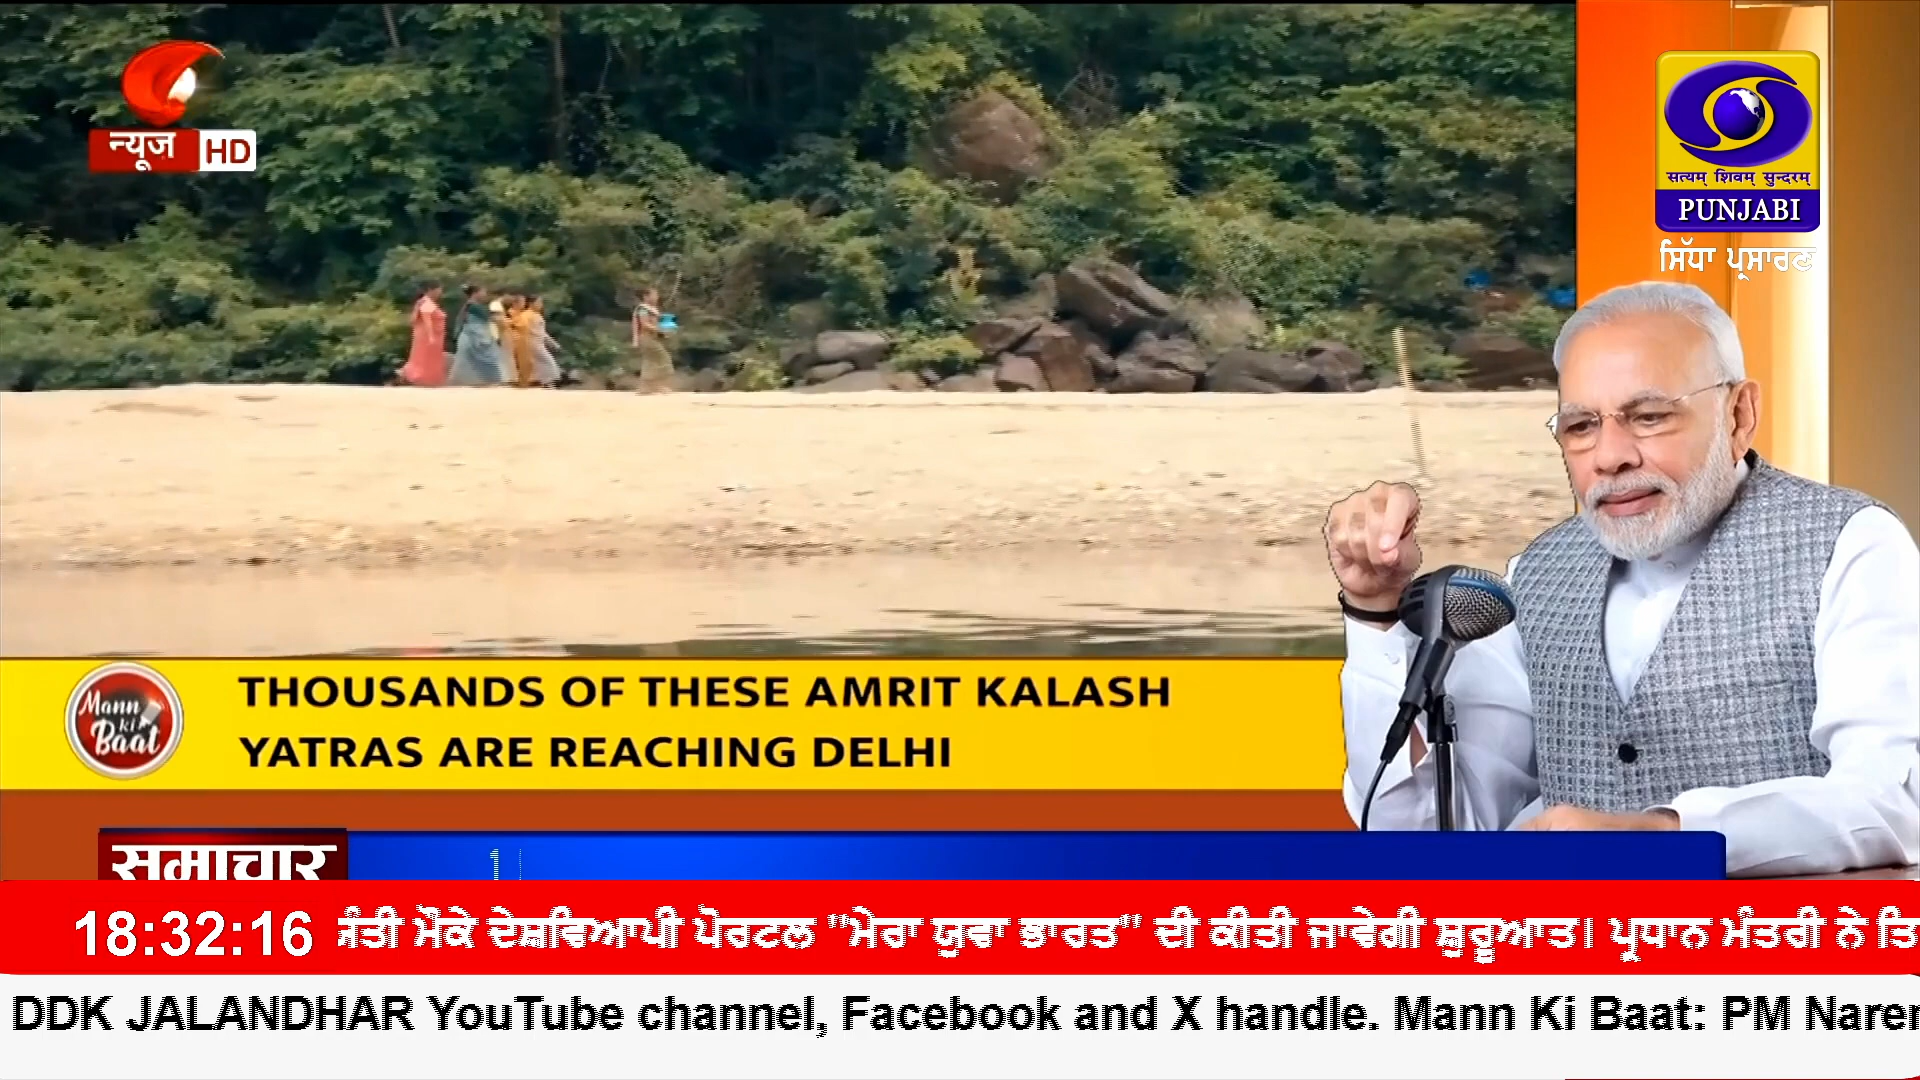 न्यूज HD
सत्यम् शिवम् सुन्दरम्
PUNJABI
ਸਿੱਧਾ ਪ੍ਰਸਾਰਣ
Mann
ki
Baat
THOUSANDS OF THESE AMRIT KALASH
YATRAS ARE REACHING DELHI
समाचार
18:32:16 ਜੰਤੀ ਮੌਕੇ ਦੇਸ਼ਵਿਆਪੀ ਪੋਰਟਲ "ਮੇਰਾ ਯੁਵਾ ਭਾਰਤ" ਦੀ ਕੀਤੀ ਜਾਵੇਗੀ ਸ਼ੁਰੂਆਤ। ਪ੍ਰਧਾਨ ਮੰਤਰੀ ਨੇ
DDK JALANDHAR YouTube channel, Facebook and X handle. Mann Ki Baat: PM Naren